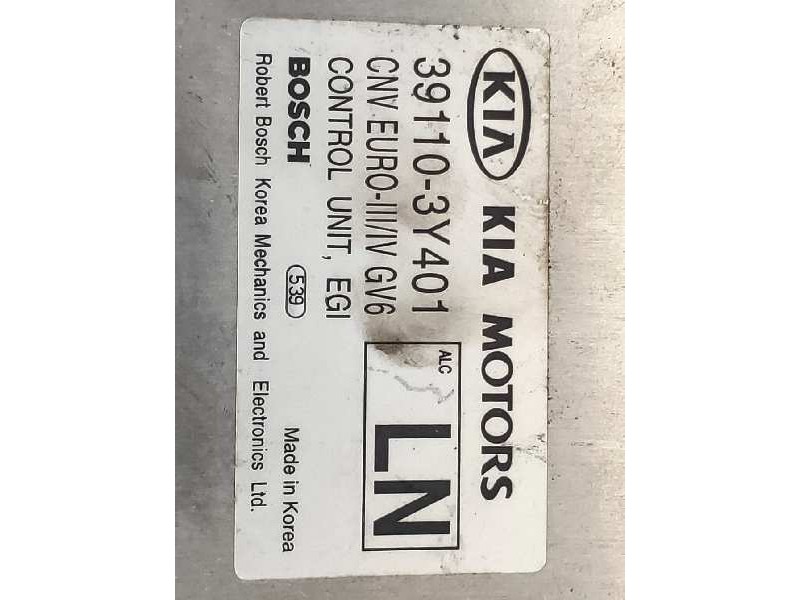 KIA KIA MOTORS
39110-3Y401
CNV EURO-III/IV GV6
CONTROL UNIT, EGI
ALC
LN
BOSCH 539 Made in Korea
Robert Bosch Korea Mechanics and Electronics Ltd.